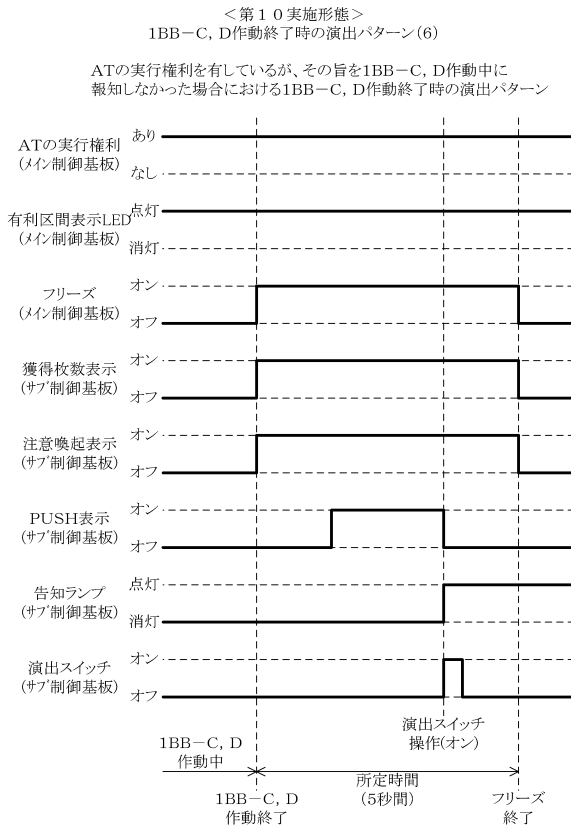 ＜第１０実施形態＞
1BB－C, D作動終了時の演出パターン(6)
ATの実行権利を有しているが、その旨を1BB－C, D作動中に
報知しなかった場合における1BB－C, D作動終了時の演出パターン
ATの実行権利
(ﾒｲﾝ制御基板)
あり
なし
有利区間表示LED
(ﾒｲﾝ制御基板)
点灯
消灯
フリーズ
(ﾒｲﾝ制御基板)
オン
オフ
獲得枚数表示
(ｻﾌﾞ制御基板)
オン
オフ
注意喚起表示
(ｻﾌﾞ制御基板)
オン
オフ
PUSH表示
(ｻﾌﾞ制御基板)
オン
オフ
告知ランプ
(ｻﾌﾞ制御基板)
点灯
消灯
演出スイッチ
(ｻﾌﾞ制御基板)
オン
オフ
演出スイッチ
操作(オン)
1BB－C, D
作動中
所定時間
(5秒間)
1BB－C, D
作動終了
フリーズ
終了